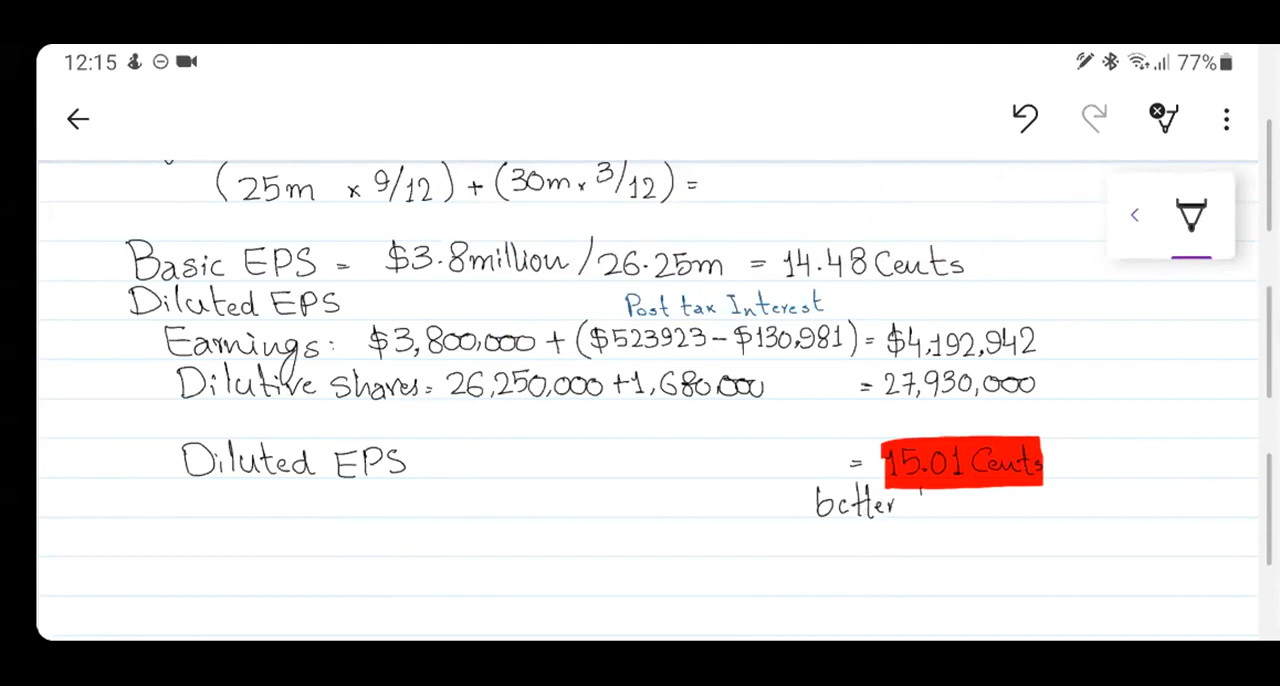 12:15 77%
(25m x 9/12) + (30m x 3/12) =
Basic EPS = $3.8million / 26.25m = 14.48 Cents
Diluted EPS Post tax Interest
Earnings: $3,800,000 + ($523923 - $130,981) = $4,192,942
Dilutive shares = 26,250,000 + 1,680,000 = 27,930,000
Diluted EPS = 15.01 Cents
better